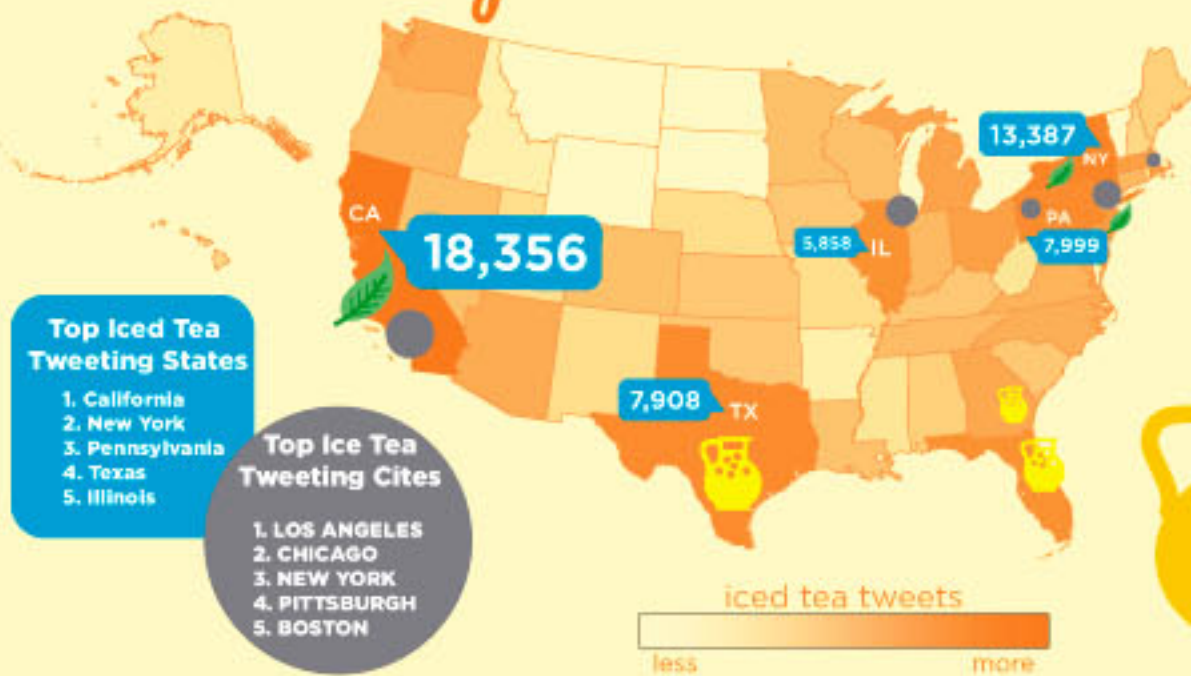 13,387
NY
CA
18,356
PA
5,858
IL
7,999
Top Iced Tea
Tweeting States
1. California
2. New York
3. Pennsylvania
4. Texas
5. Illinois
7,908
TX
Top Ice Tea
Tweeting Cites
1. LOS ANGELES
2. CHICAGO
3. NEW YORK
4. PITTSBURGH
5. BOSTON
iced tea tweets
less
more